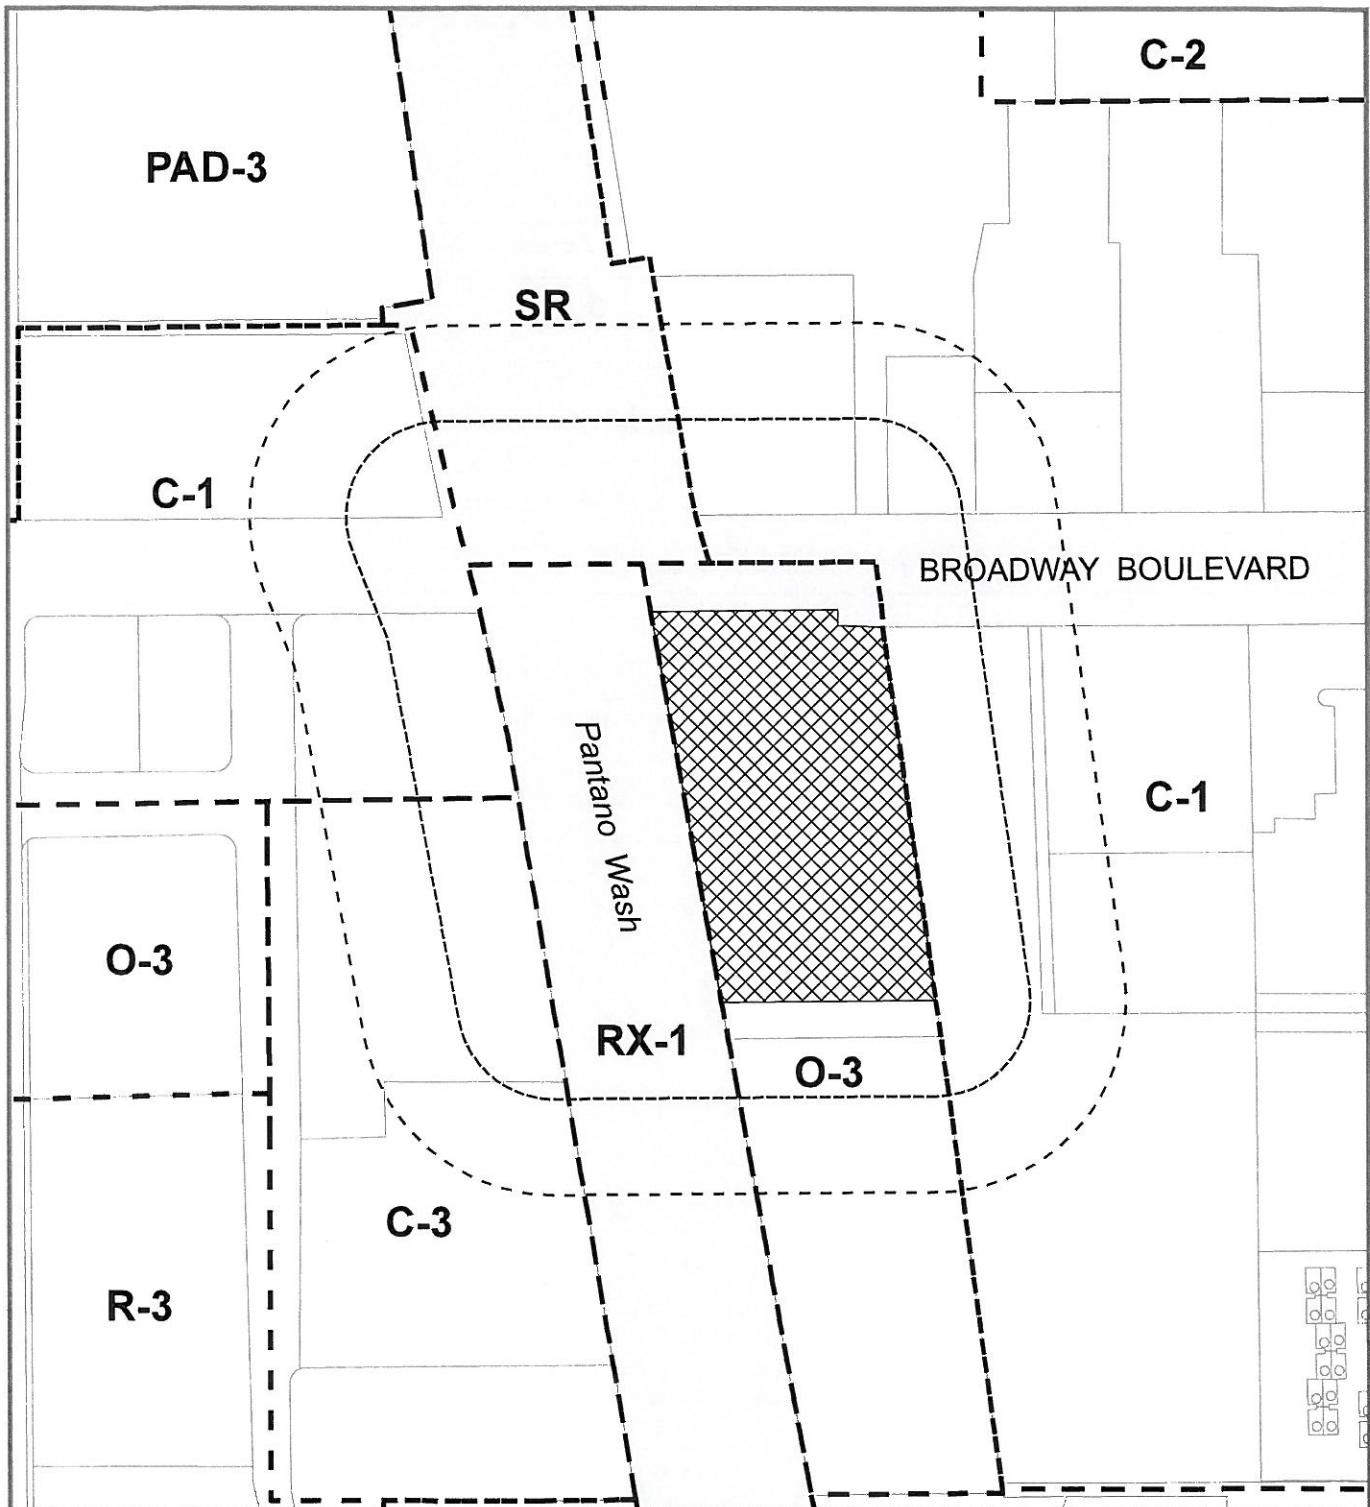 C-2
PAD-3
SR
C-1
BROADWAY BOULEVARD
Pantano Wash
C-1
O-3
RX-1
O-3
C-3
R-3